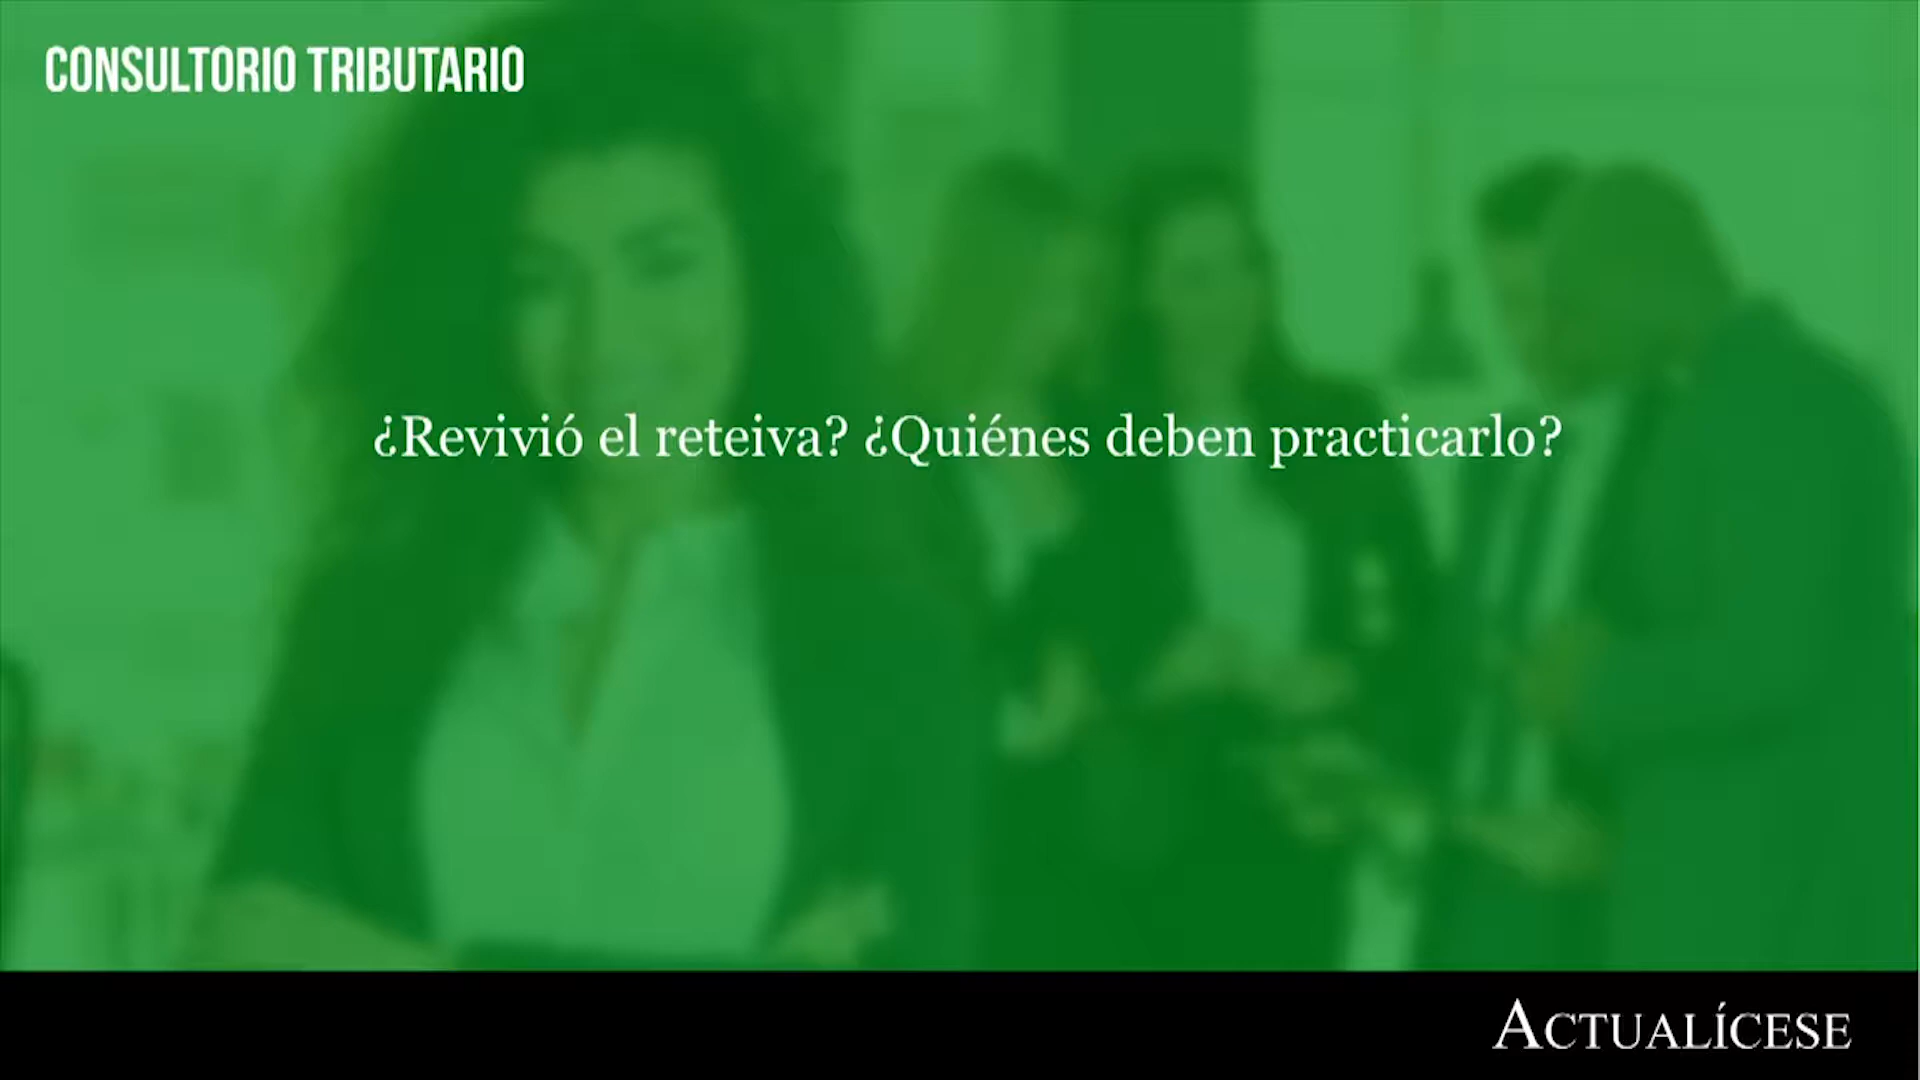 CONSULTORIO TRIBUTARIO
¿Revivió el reteiva? ¿Quiénes deben practicarlo?
ACTUALÍCESE